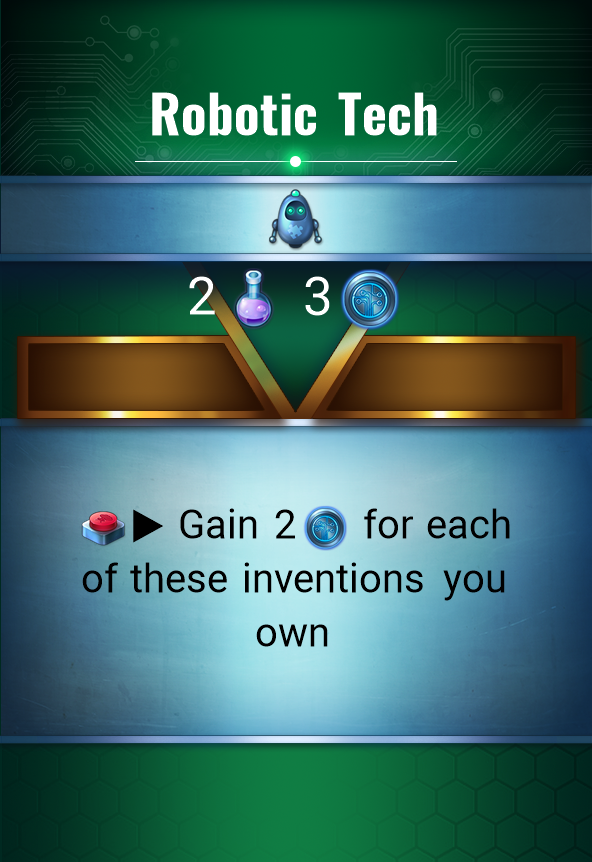 Robotic Tech
2 3
▶ Gain 2 for each
of these inventions you
own